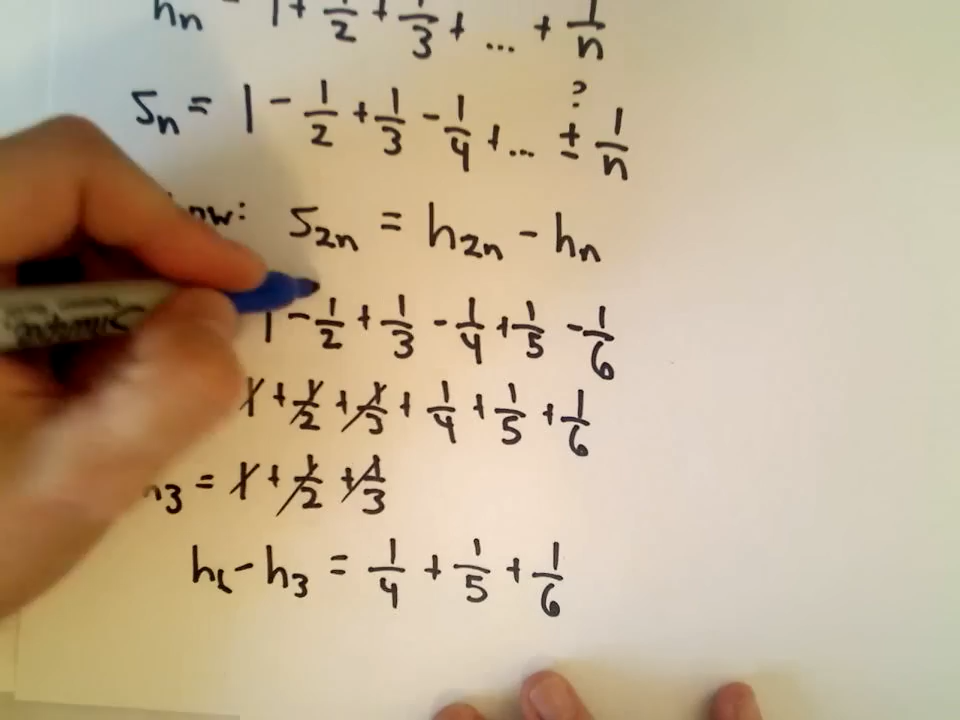 hn = 1 + 1/2 + 1/3 + ... + 1/n
Sn = 1 - 1/2 + 1/3 - 1/4 + ... ± 1/n
?
ow: S2n = h2n - hn
1 - 1/2 + 1/3 - 1/4 + 1/5 - 1/6
1 + 1/2 + 1/3 + 1/4 + 1/5 + 1/6
h3 = 1 + 1/2 + 1/3
h6 - h3 = 1/4 + 1/5 + 1/6